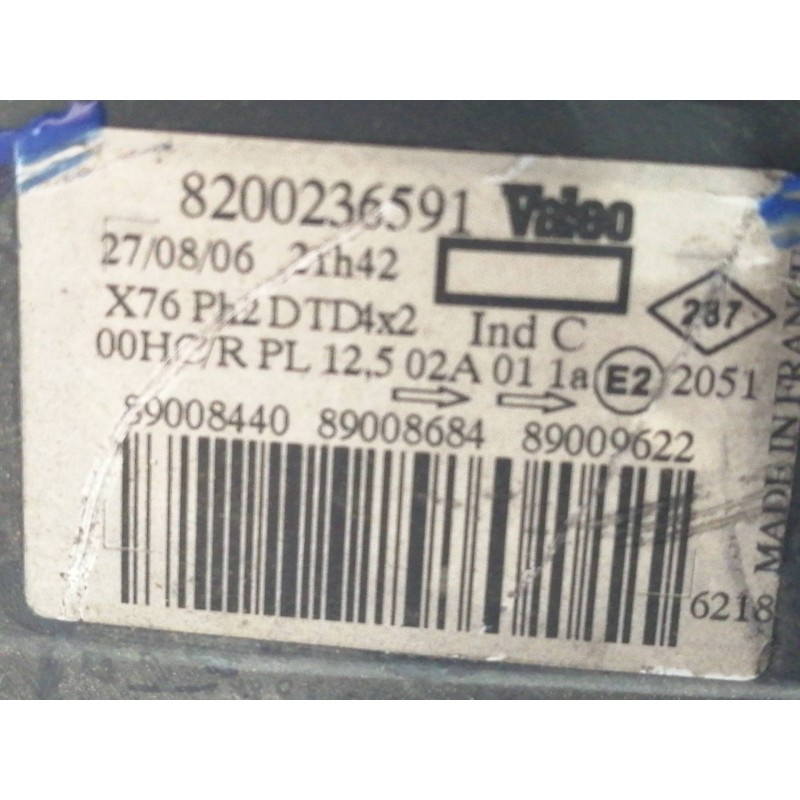 8200236591 Valeo
27/08/06 21h42
X76 Ph2 DTD4x2 Ind C
287
00HC/R PL 12,5 02A 01 1a E2 2051
89008440 89008684 89009622
6218
MADE IN FRANCE